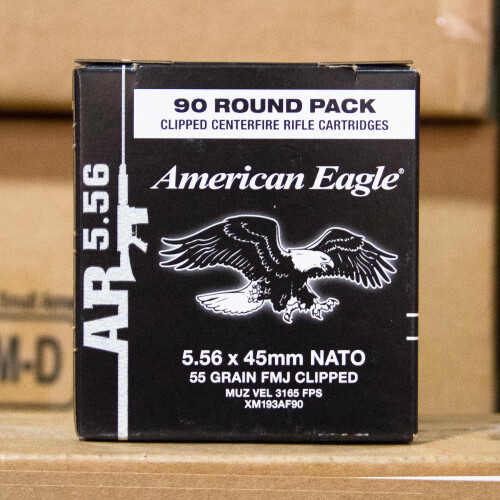 90 ROUND PACK
CLIPPED CENTERFIRE RIFLE CARTRIDGES
American Eagle®
AR 5.56
5.56 x 45mm NATO
55 GRAIN FMJ CLIPPED
MUZ VEL 3165 FPS
XM193AF90
M-D